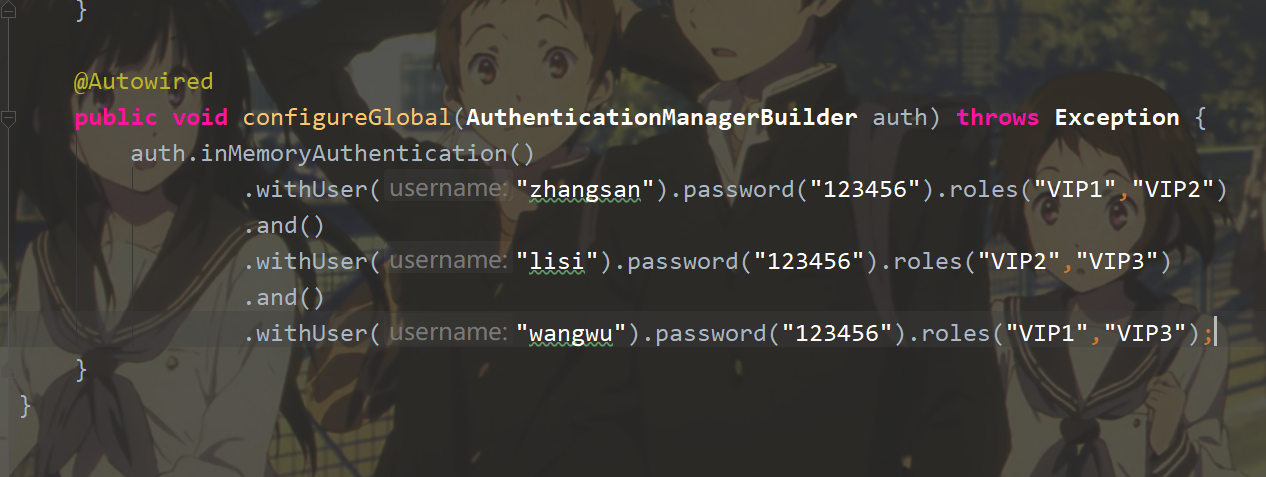 }
@Autowired
public void configureGlobal(AuthenticationManagerBuilder auth) throws Exception {
auth.inMemoryAuthentication()
.withUser( username: "zhangsan").password("123456").roles("VIP1","VIP2")
.and()
.withUser( username: "lisi").password("123456").roles("VIP2","VIP3")
.and()
.withUser( username: "wangwu").password("123456").roles("VIP1","VIP3");
}
}